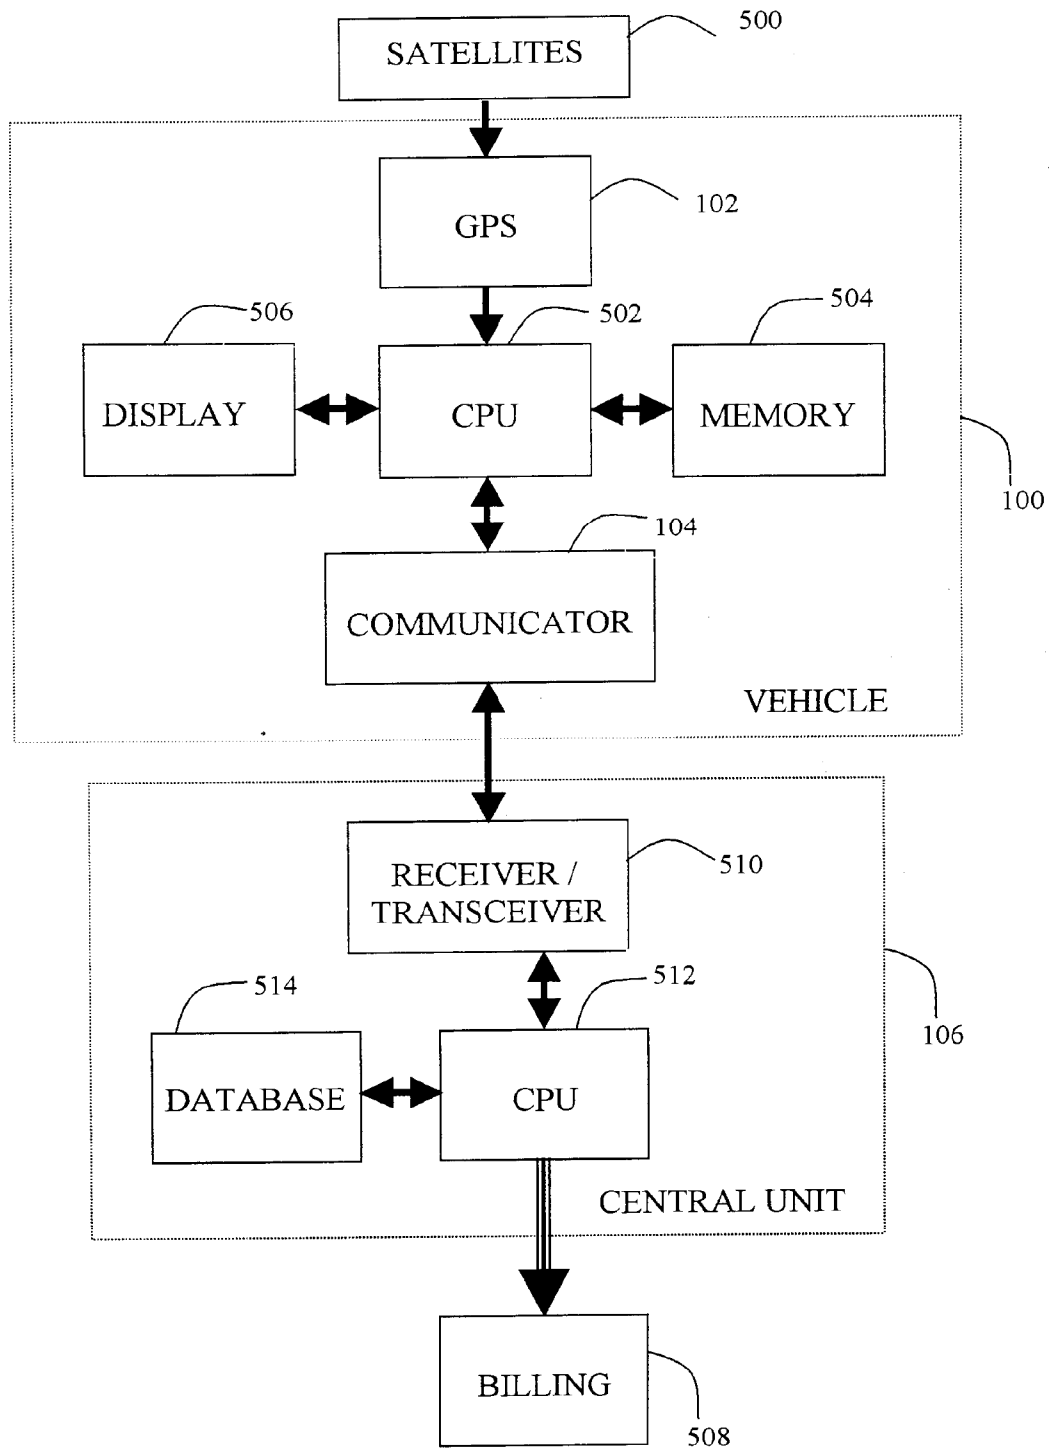 500
SATELLITES
102
GPS
506
502
504
DISPLAY
CPU
MEMORY
100
104
COMMUNICATOR
VEHICLE
510
RECEIVER /
TRANSCEIVER
514
512
106
DATABASE
CPU
CENTRAL UNIT
BILLING
508